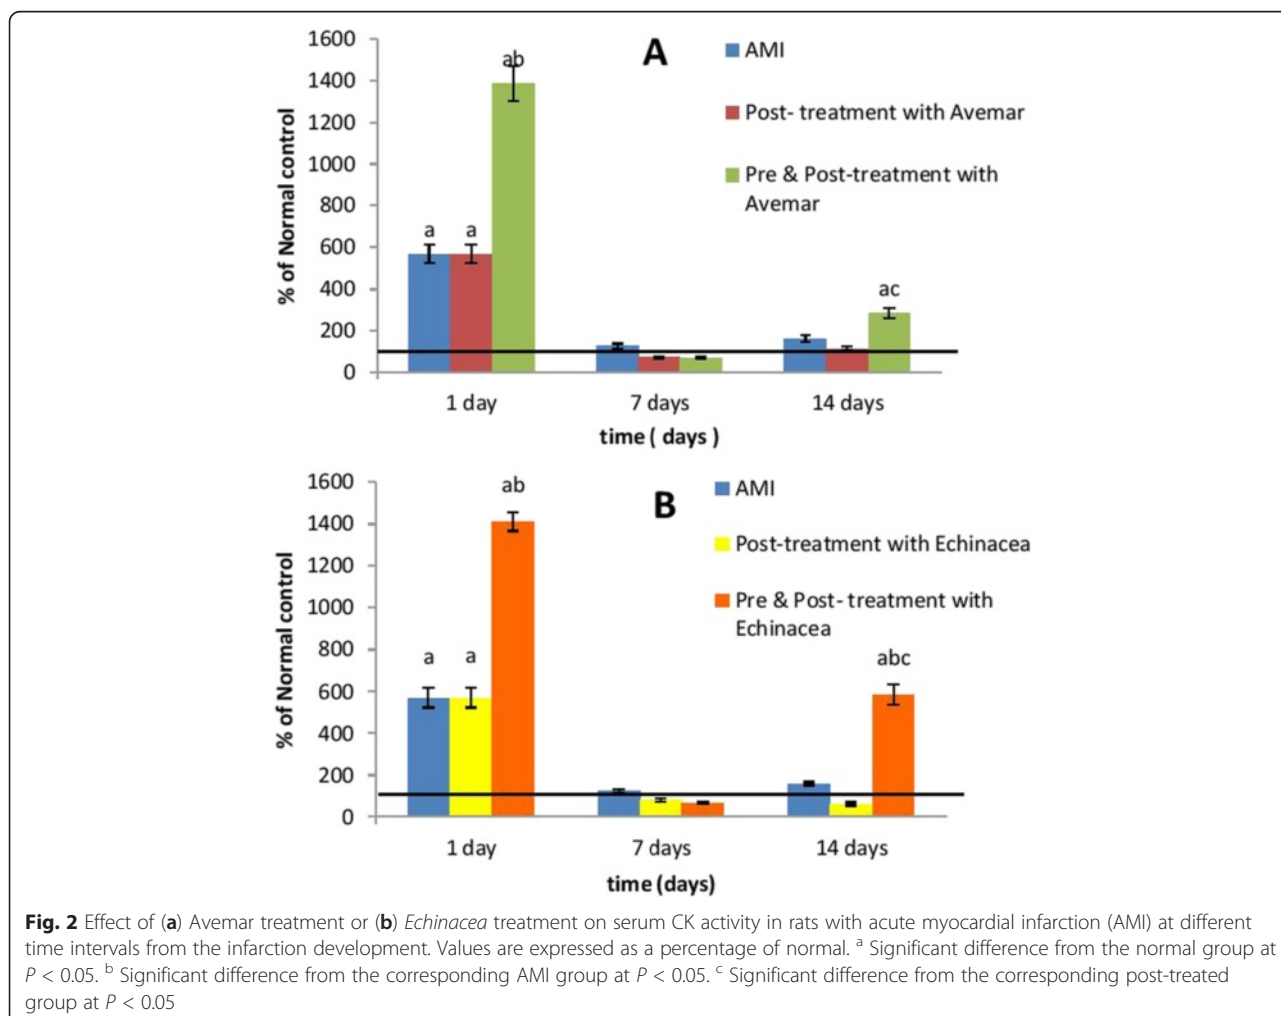 1600
1400
1200
1000
800
600
400
200
0
% of Normal control
A
AMI
Post- treatment with Avemar
Pre & Post-treatment with
Avemar
a
a
ab
ac
1 day
7 days
14 days
time ( days )
1600
1400
1200
1000
800
600
400
200
0
% of Normal control
B
AMI
Post-treatment with Echinacea
Pre & Post- treatment with
Echinacea
a
a
ab
abc
1 day
7 days
14 days
time (days)
Fig. 2 Effect of (a) Avemar treatment or (b) Echinacea treatment on serum CK activity in rats with acute myocardial infarction (AMI) at different
time intervals from the infarction development. Values are expressed as a percentage of normal. a Significant difference from the normal group at
P < 0.05. b Significant difference from the corresponding AMI group at P < 0.05. c Significant difference from the corresponding post-treated
group at P < 0.05